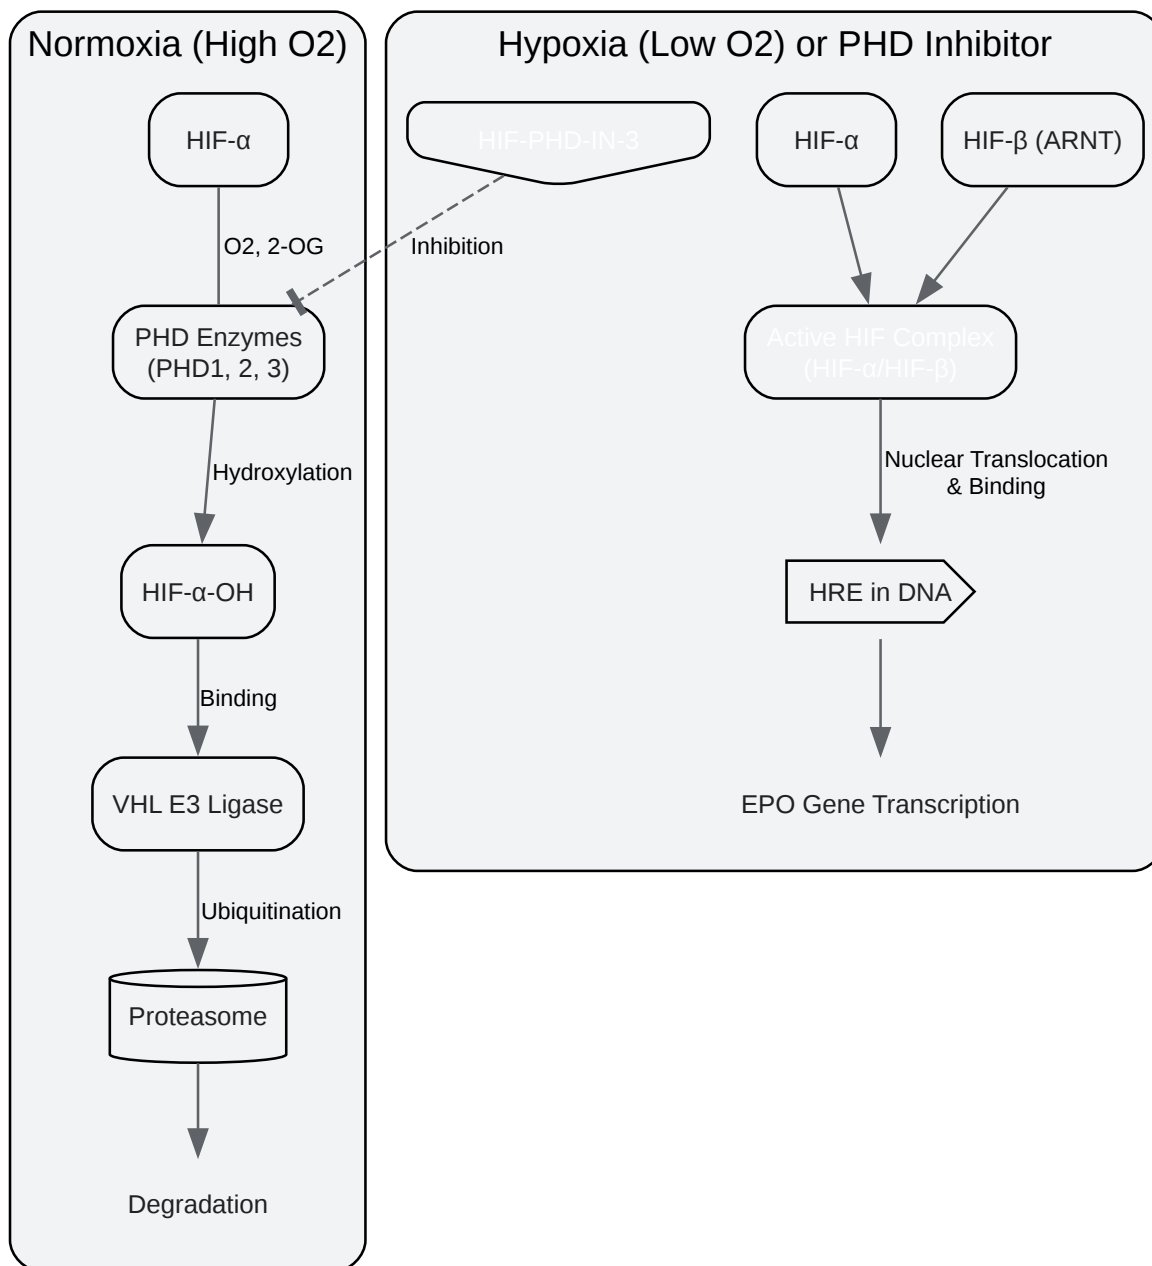 Normoxia (High O2)
HIF-α
O2, 2-OG
PHD Enzymes
(PHD1, 2, 3)
Hydroxylation
HIF-α-OH
Binding
VHL E3 Ligase
Ubiquitination
Proteasome
Degradation
Hypoxia (Low O2) or PHD Inhibitor
HIF-PHD-IN-3
HIF-α
HIF-β (ARNT)
Inhibition
Active HIF Complex
(HIF-α/HIF-β)
Nuclear Translocation
& Binding
HRE in DNA
EPO Gene Transcription